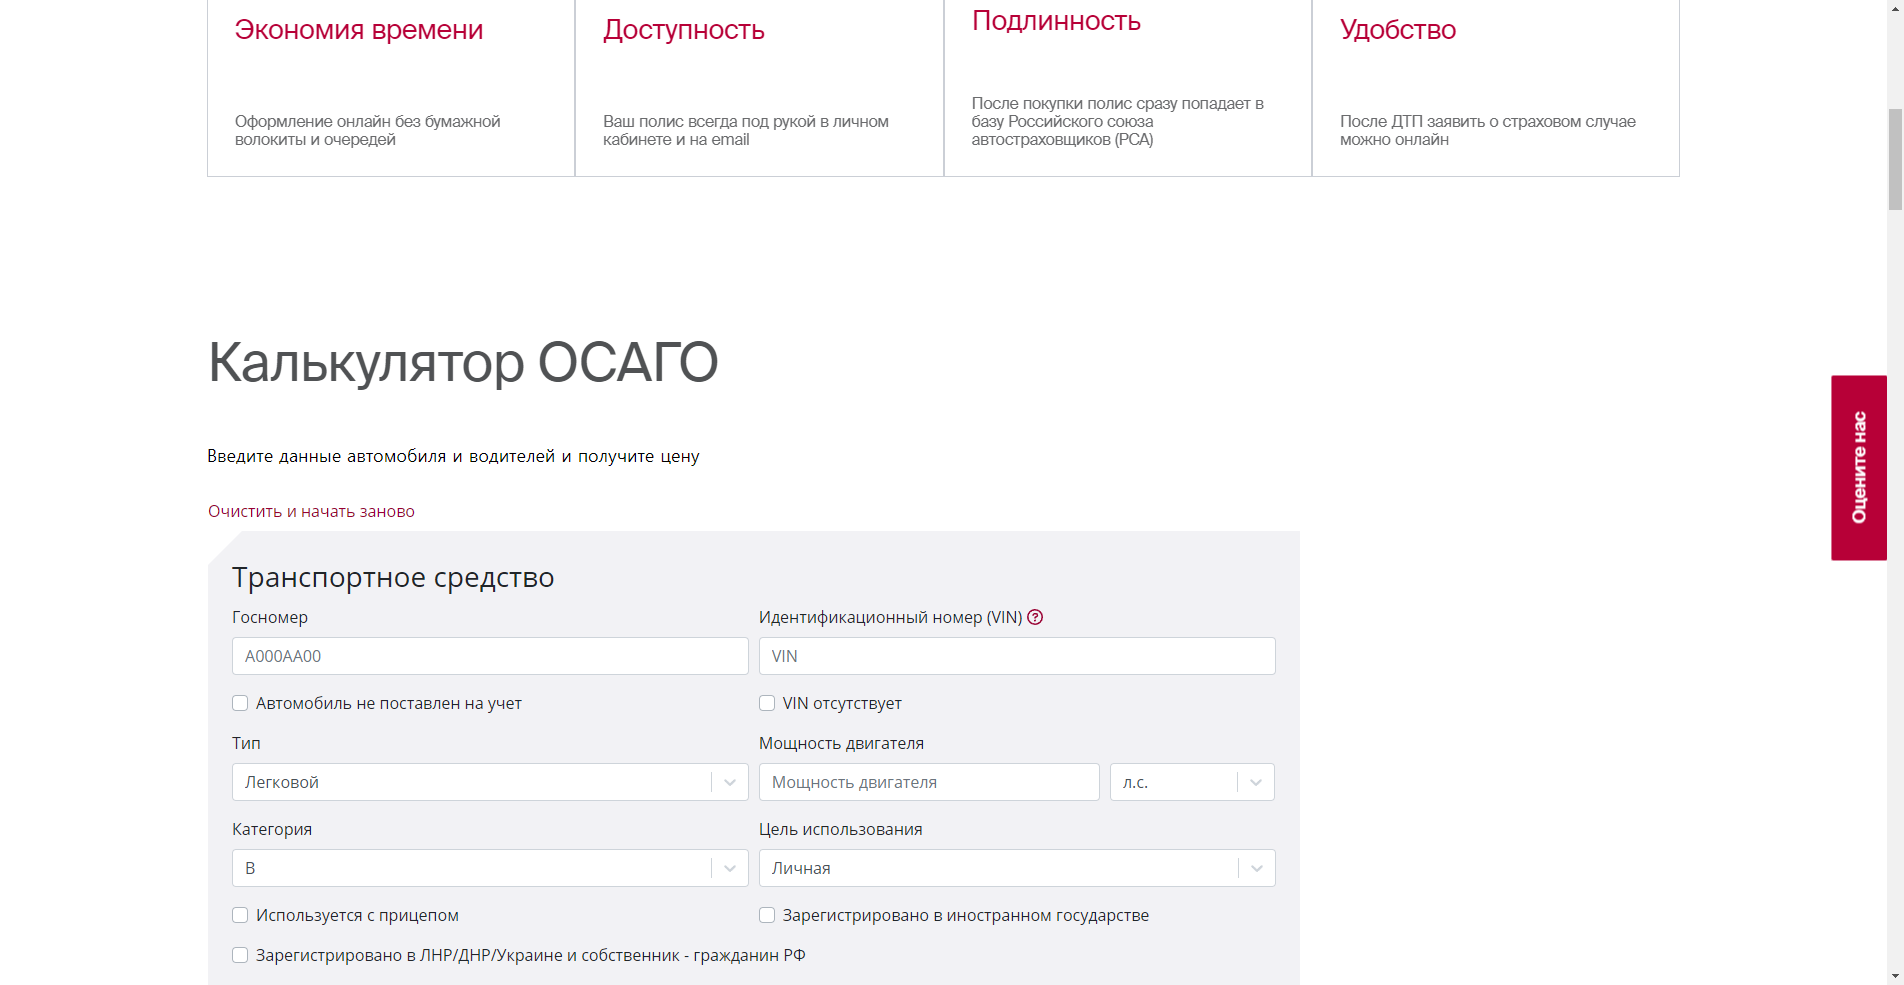 Экономия времени
Оформление онлайн без бумажной
волокиты и очередей
Доступность
Ваш полис всегда под рукой в личном
кабинете и на email
Подлинность
После покупки полис сразу попадает в
базу Российского союза
автостраховщиков (РСА)
Удобство
После ДТП заявить о страховом случае
можно онлайн
Калькулятор ОСАГО
Введите данные автомобиля и водителей и получите цену
Очистить и начать заново
Оцените нас
Транспортное средство
Госномер
Идентификационный номер (VIN) ?
А000АА00
VIN
Автомобиль не поставлен на учет
VIN отсутствует
Тип
Мощность двигателя
Легковой
Мощность двигателя
л.с.
Категория
Цель использования
B
Личная
Используется с прицепом
Зарегистрировано в иностранном государстве
Зарегистрировано в ЛНР/ДНР/Украине и собственник - гражданин РФ